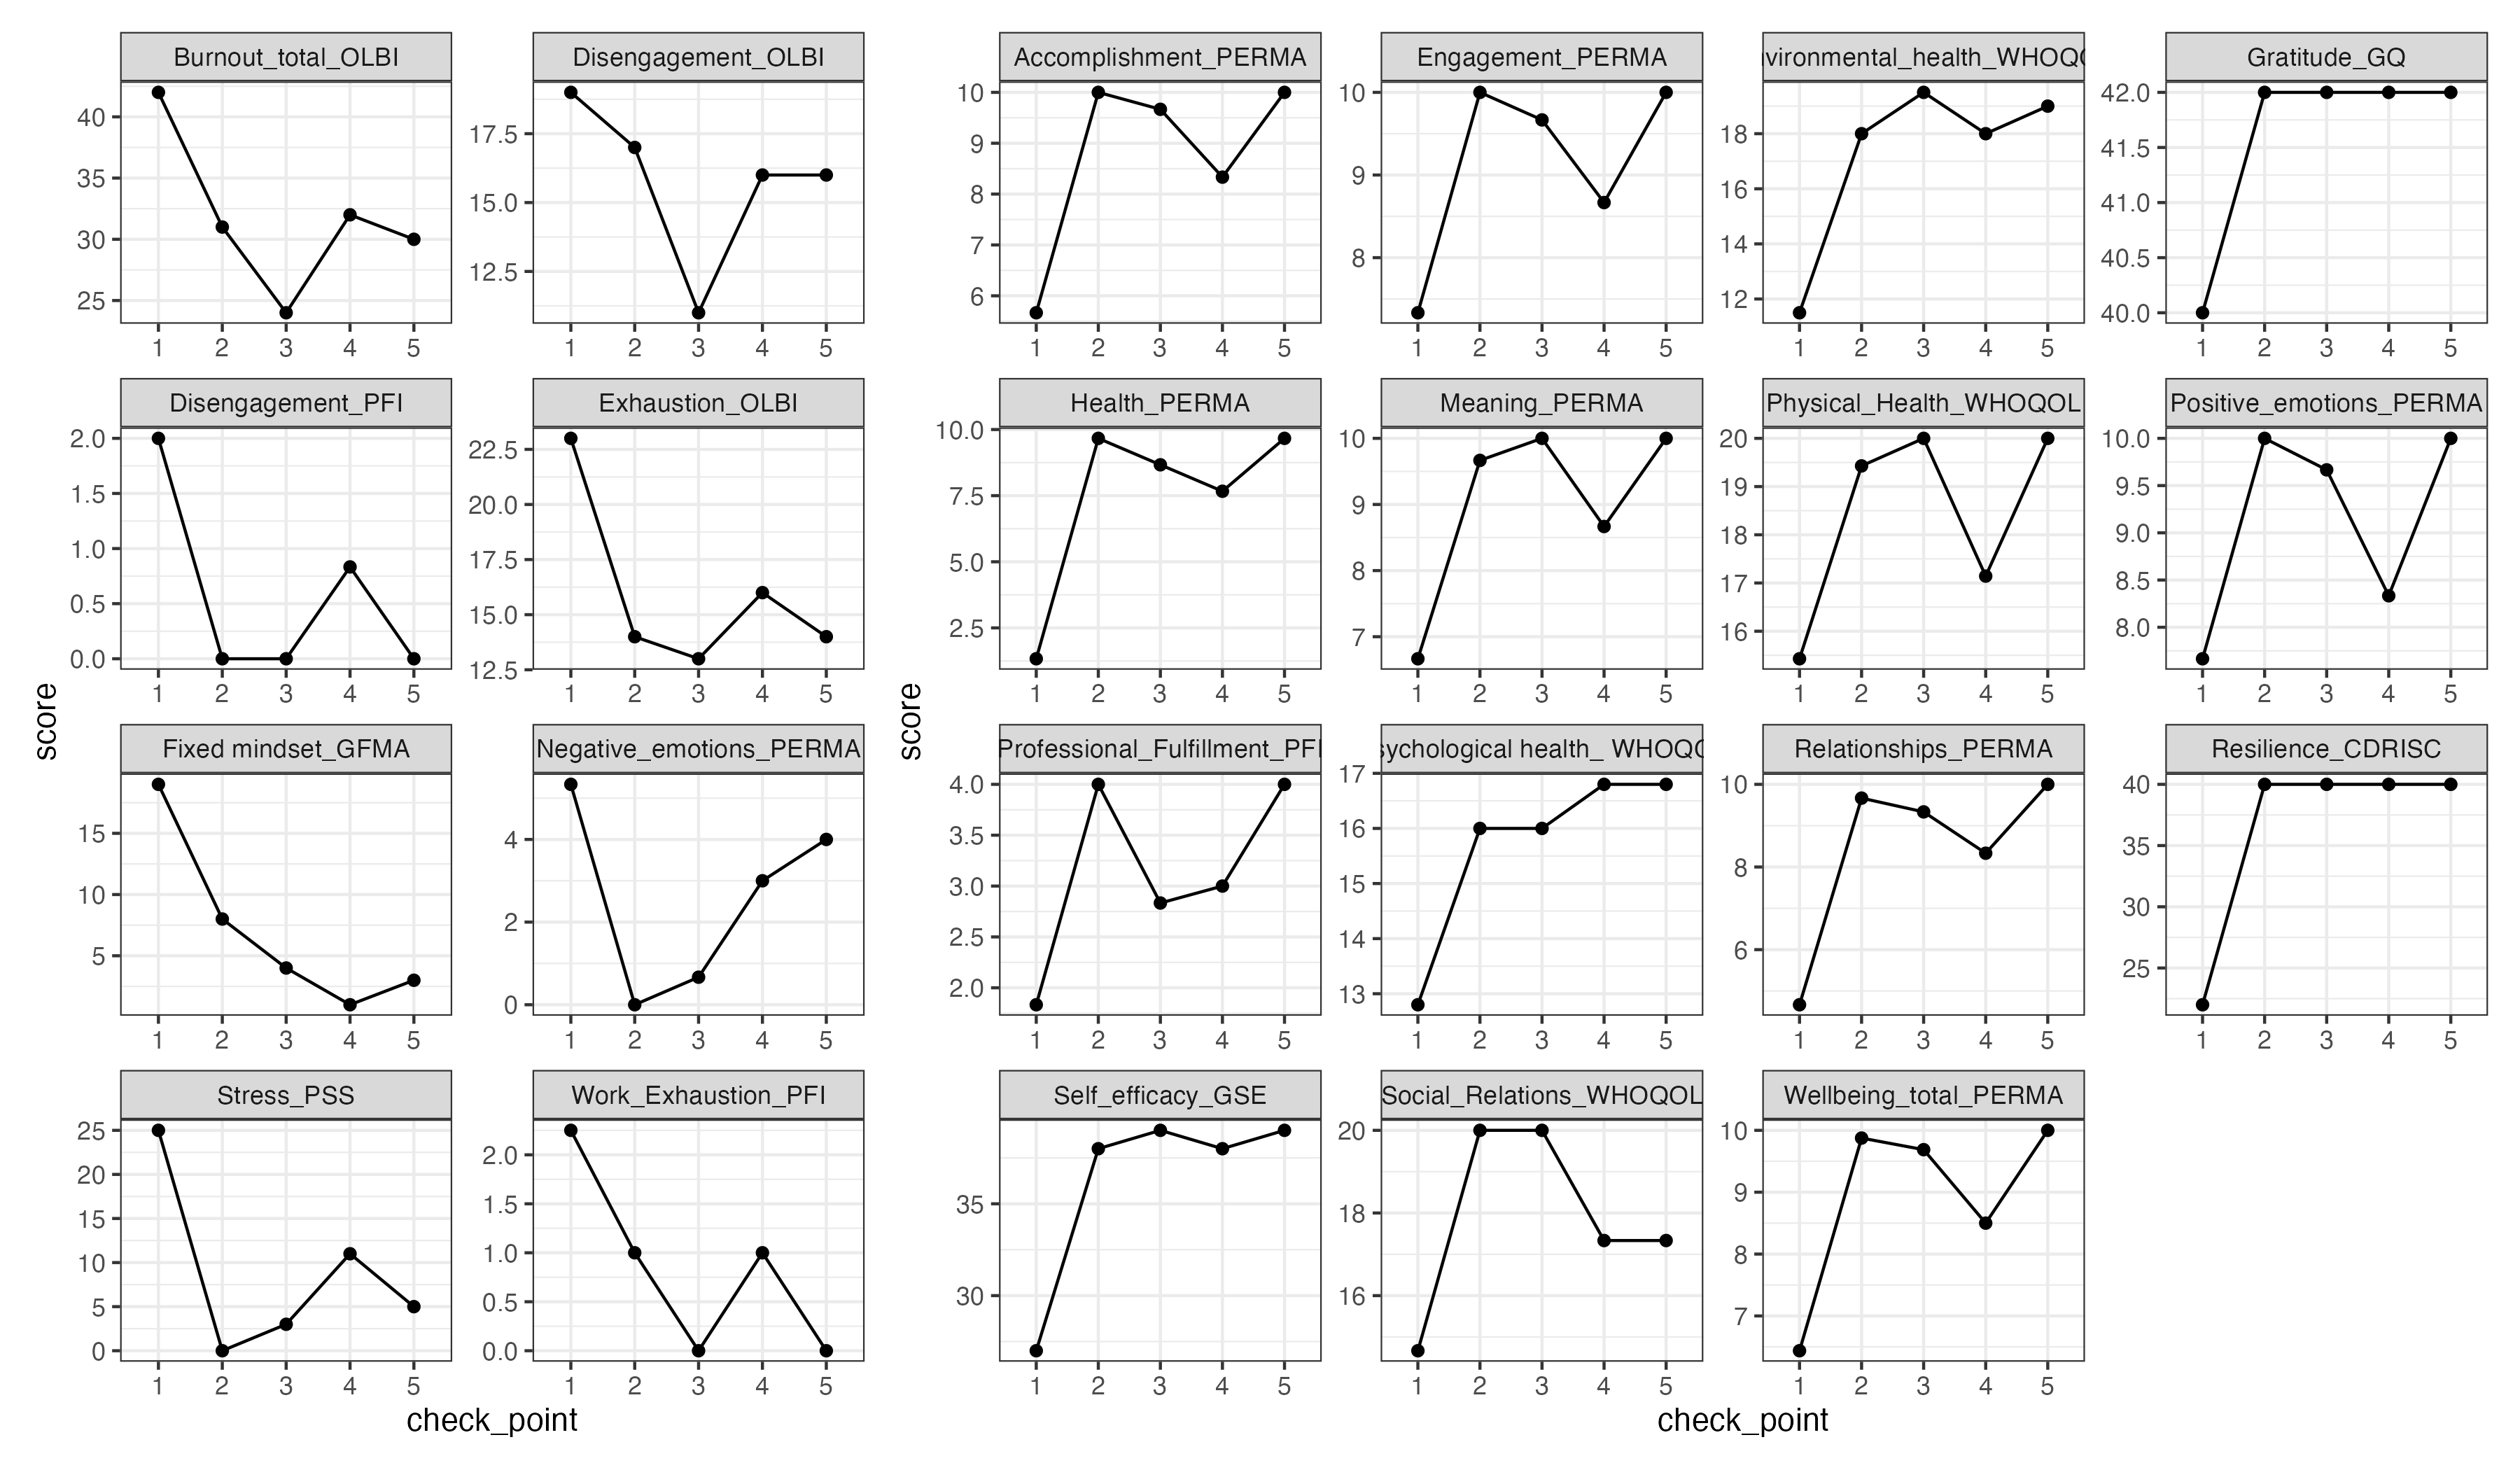 Burnout_total_OLBI
Disengagement_OLBI
Accomplishment_PERMA
Engagement_PERMA
vironmental_health_WHOQ
Gratitude_GQ
40
35
30
25
17.5
15.0
12.5
10
9
8
7
6
10
9
8
18
16
14
12
42.0
41.5
41.0
40.5
40.0
1 2 3 4 5
1 2 3 4 5
1 2 3 4 5
1 2 3 4 5
1 2 3 4 5
1 2 3 4 5
Disengagement_PFI
Exhaustion_OLBI
Health_PERMA
Meaning_PERMA
Physical_Health_WHOQOL
Positive_emotions_PERMA
2.0
1.5
1.0
0.5
0.0
22.5
20.0
17.5
15.0
12.5
10.0
7.5
5.0
2.5
10
9
8
7
20
19
18
17
16
10.0
9.5
9.0
8.5
8.0
1 2 3 4 5
1 2 3 4 5
1 2 3 4 5
1 2 3 4 5
1 2 3 4 5
1 2 3 4 5
score
score
Fixed mindset_GFMA
Negative_emotions_PERMA
Professional_Fulfillment_PF
sychological health_ WHOQ
Relationships_PERMA
Resilience_CDRISC
15
10
5
4
2
0
4.0
3.5
3.0
2.5
2.0
17
16
15
14
13
10
8
6
40
35
30
25
1 2 3 4 5
1 2 3 4 5
1 2 3 4 5
1 2 3 4 5
1 2 3 4 5
1 2 3 4 5
Stress_PSS
Work_Exhaustion_PFI
Self_efficacy_GSE
Social_Relations_WHOQOL
Wellbeing_total_PERMA
25
20
15
10
5
0
2.0
1.5
1.0
0.5
0.0
35
30
20
18
16
10
9
8
7
1 2 3 4 5
1 2 3 4 5
1 2 3 4 5
1 2 3 4 5
1 2 3 4 5
check_point
check_point